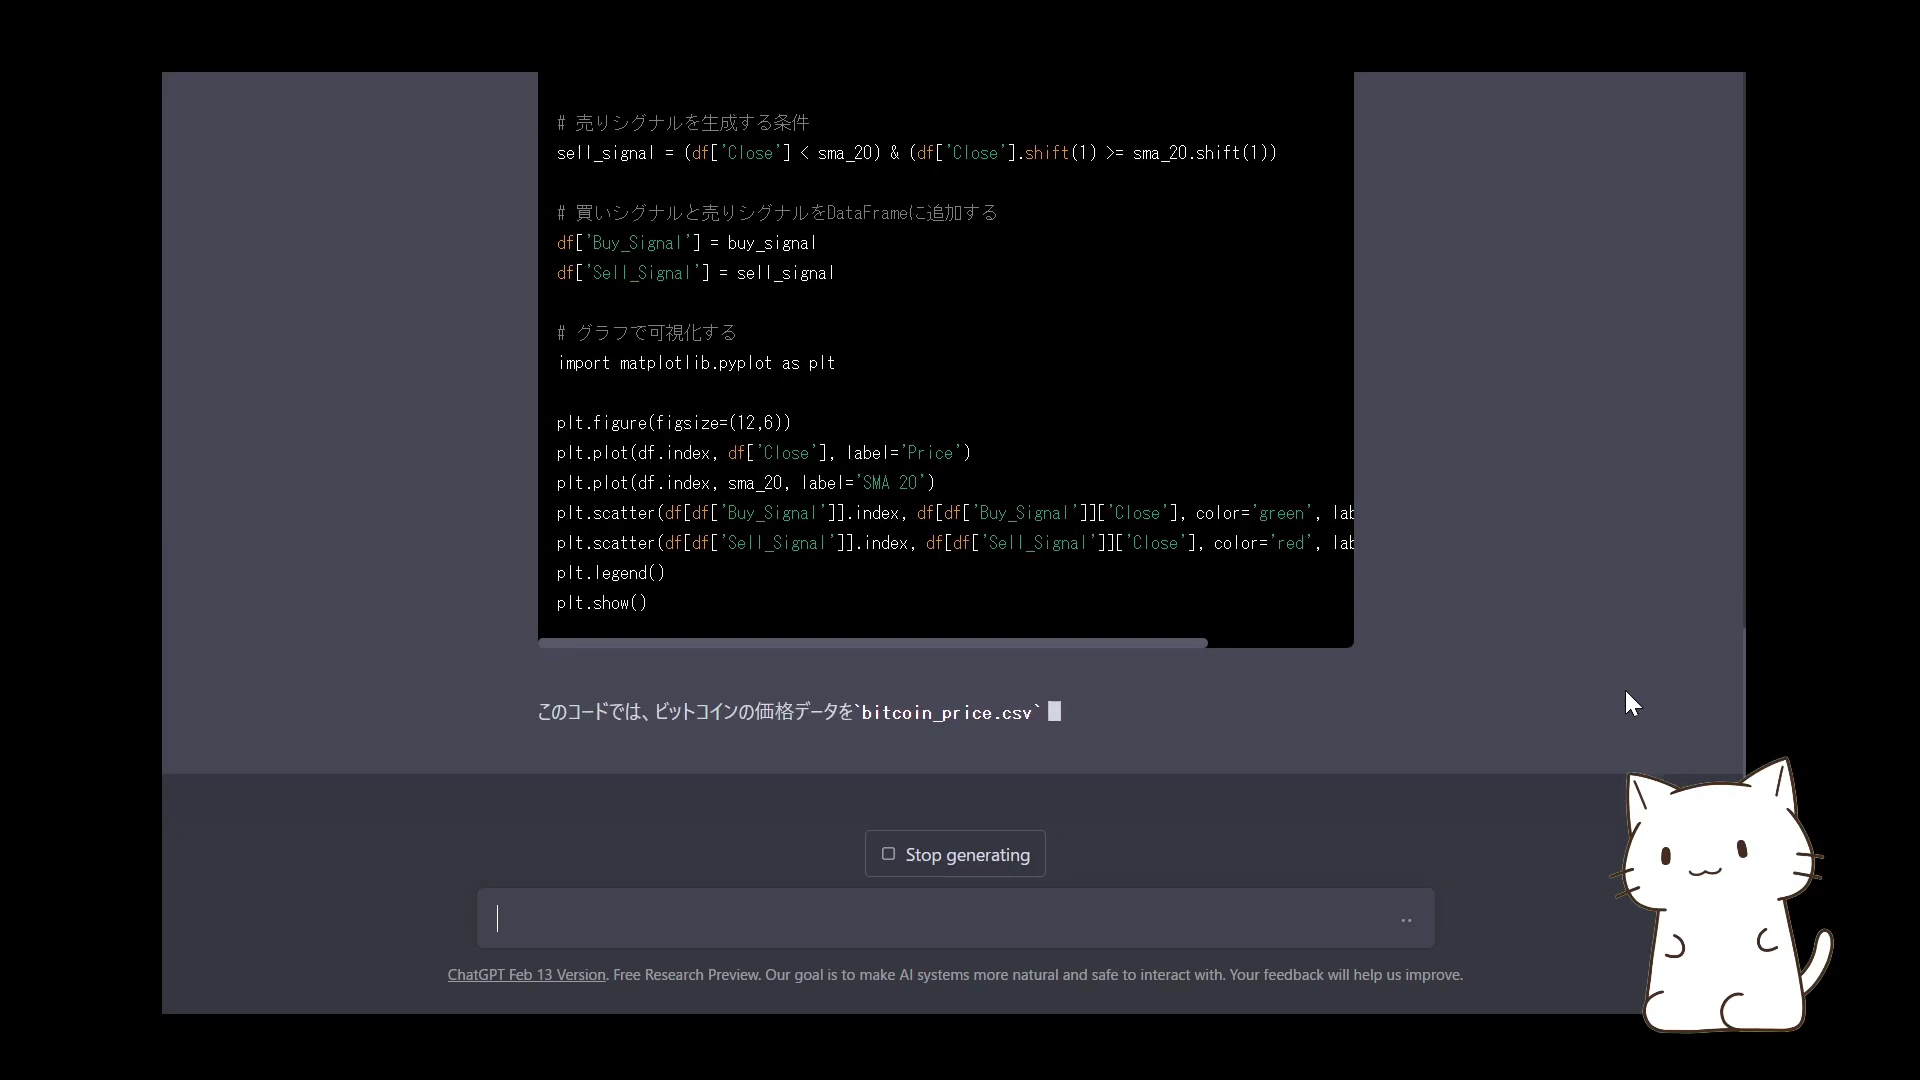 # 売りシグナルを生成する条件
sell_signal = (df['Close'] < sma_20) & (df['Close'].shift(1) >= sma_20.shift(1))
# 買いシグナルと売りシグナルをDataFrameに追加する
df['Buy_Signal'] = buy_signal
df['Sell_Signal'] = sell_signal
# グラフで可視化する
import matplotlib.pyplot as plt
plt.figure(figsize=(12,6))
plt.plot(df.index, df['Close'], label='Price')
plt.plot(df.index, sma_20, label='SMA 20')
plt.scatter(df[df['Buy_Signal']].index, df[df['Buy_Signal']]['Close'], color='green', lab
plt.scatter(df[df['Sell_Signal']].index, df[df['Sell_Signal']]['Close'], color='red', lab
plt.legend()
plt.show()
このコードでは、ビットコインの価格データを`bitcoin_price.csv`
Stop generating
ChatGPT Feb 13 Version. Free Research Preview. Our goal is to make AI systems more natural and safe to interact with. Your feedback will help us improve.